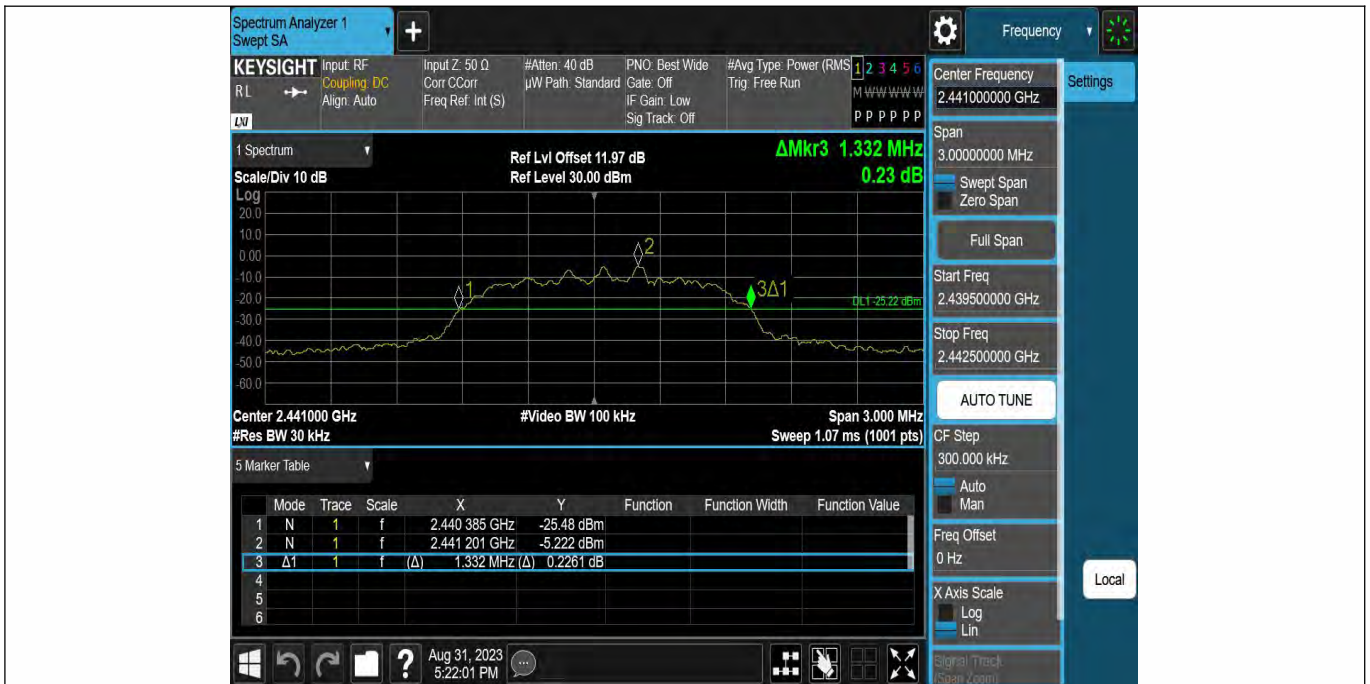 Spectrum Analyzer 1
Swept SA
+
Frequency
KEYSIGHT
RL
LXI
Input: RF
Coupling: DC
Align: Auto
Input Z: 50 Ω
Corr CCorr
Freq Ref: Int (S)
#Atten: 40 dB
µW Path: Standard
PNO: Best Wide
Gate: Off
IF Gain: Low
Sig Track: Off
#Avg Type: Power (RMS
Trig: Free Run
1 2 3 4 5 6
M W W W W W
P P P P P P
Center Frequency
2.441000000 GHz
Settings
Span
3.00000000 MHz
Swept Span
Zero Span
Full Span
Start Freq
2.439500000 GHz
Stop Freq
2.442500000 GHz
AUTO TUNE
CF Step
300.000 kHz
Auto
Man
Freq Offset
0 Hz
X Axis Scale
Log
Lin
Signal Track
(Span Zoom)
Local
1 Spectrum
Scale/Div 10 dB
Ref Lvl Offset 11.97 dB
Ref Level 30.00 dBm
ΔMkr3 1.332 MHz
0.23 dB
Log
20.0
10.0
0.00
-10.0
-20.0
-30.0
-40.0
-50.0
-60.0
1
2
3Δ1
DL1 -25.22 dBm
Center 2.441000 GHz
#Video BW 100 kHz
Span 3.000 MHz
#Res BW 30 kHz
Sweep 1.07 ms (1001 pts)
5 Marker Table
Mode Trace Scale X Y Function Function Width Function Value
1 N 1 f 2.440 385 GHz -25.48 dBm
2 N 1 f 2.441 201 GHz -5.222 dBm
3 Δ1 1 f (Δ) 1.332 MHz (Δ) 0.2261 dB
4
5
6
?
Aug 31, 2023
5:22:01 PM